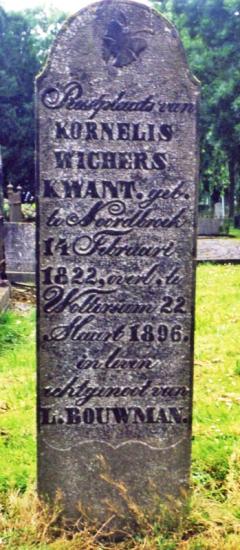 Rustplaats van
KORNELIS
WICHERS
KWANT, geb.
te Noordbroek
14 Februari
1822, overl. te
Woltersum 22
Maart 1896.
in leven
echtgenoot van
L. BOUWMAN.